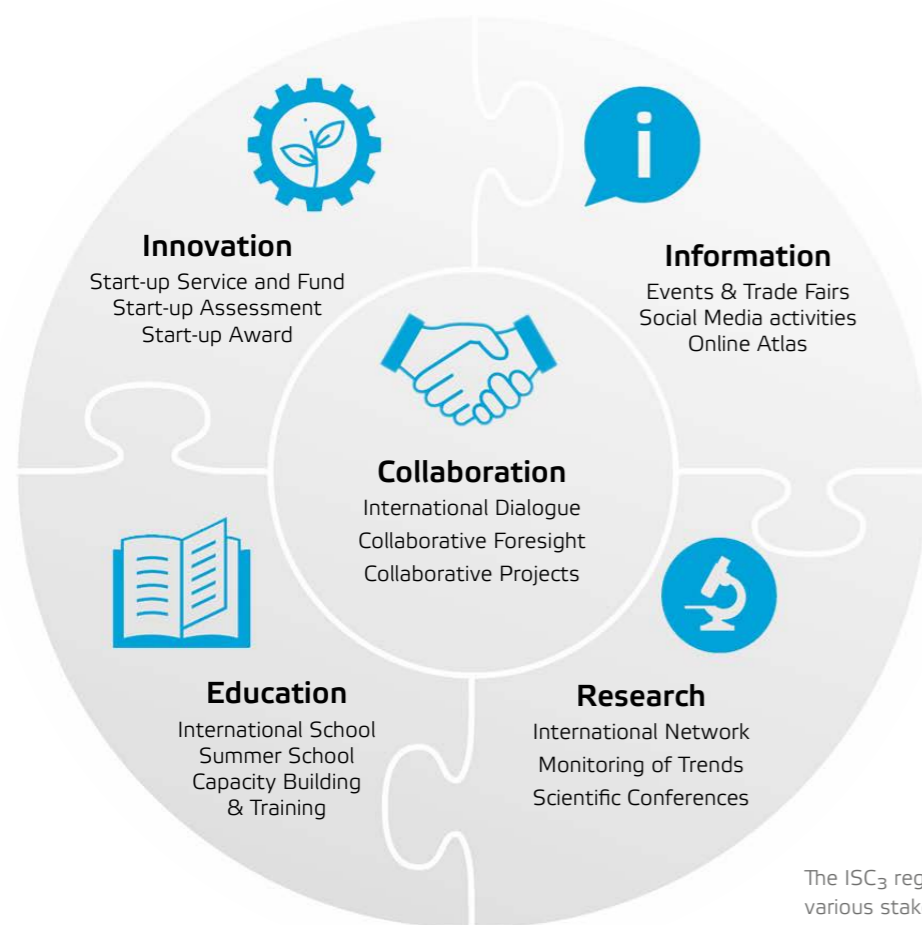 Innovation
Start-up Service and Fund
Start-up Assessment
Start-up Award
i
Information
Events & Trade Fairs
Social Media activities
Online Atlas
Collaboration
International Dialogue
Collaborative Foresight
Collaborative Projects
Education
International School
Summer School
Capacity Building
& Training
Research
International Network
Monitoring of Trends
Scientific Conferences
The ISC₃
various